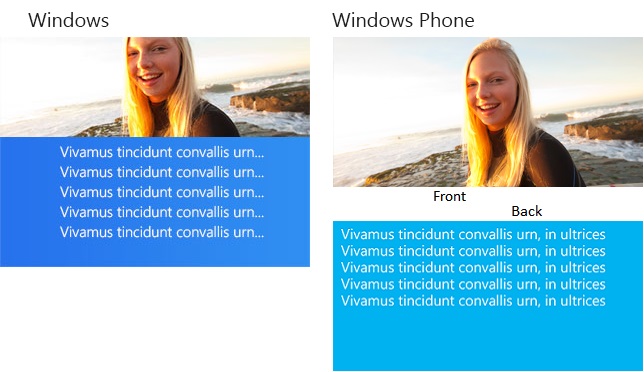 Windows
Vivamus tincidunt convallis urn...
Vivamus tincidunt convallis urn...
Vivamus tincidunt convallis urn...
Vivamus tincidunt convallis urn...
Vivamus tincidunt convallis urn...
Windows Phone
Front
Back
Vivamus tincidunt convallis urn, in ultrices
Vivamus tincidunt convallis urn, in ultrices
Vivamus tincidunt convallis urn, in ultrices
Vivamus tincidunt convallis urn, in ultrices
Vivamus tincidunt convallis urn, in ultrices